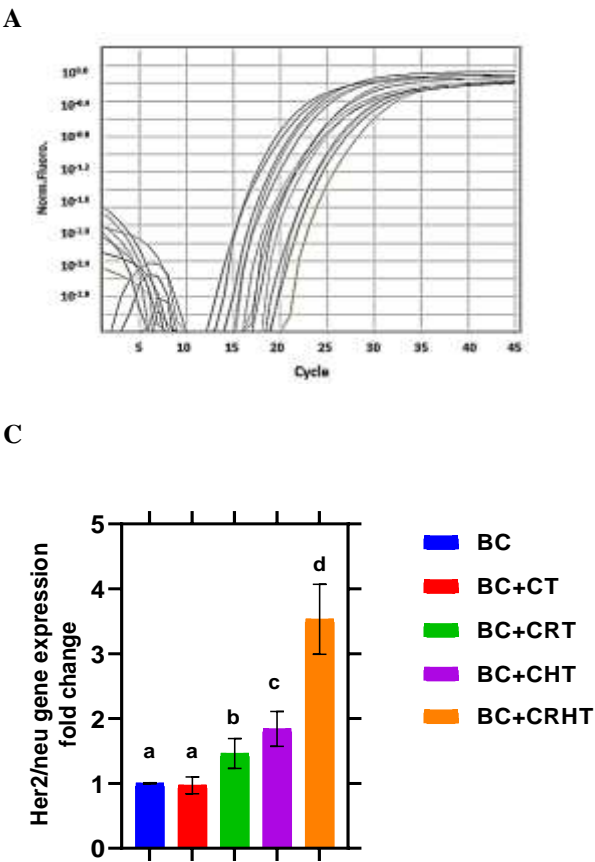 A
Norm.Fluoro.
5 10 15 20 25 30 35 40 45
Cycle
C
Her2/neu gene expression
fold change
5
4
3
2
1
0
a a b c d
BC
BC+CT
BC+CRT
BC+CHT
BC+CRHT